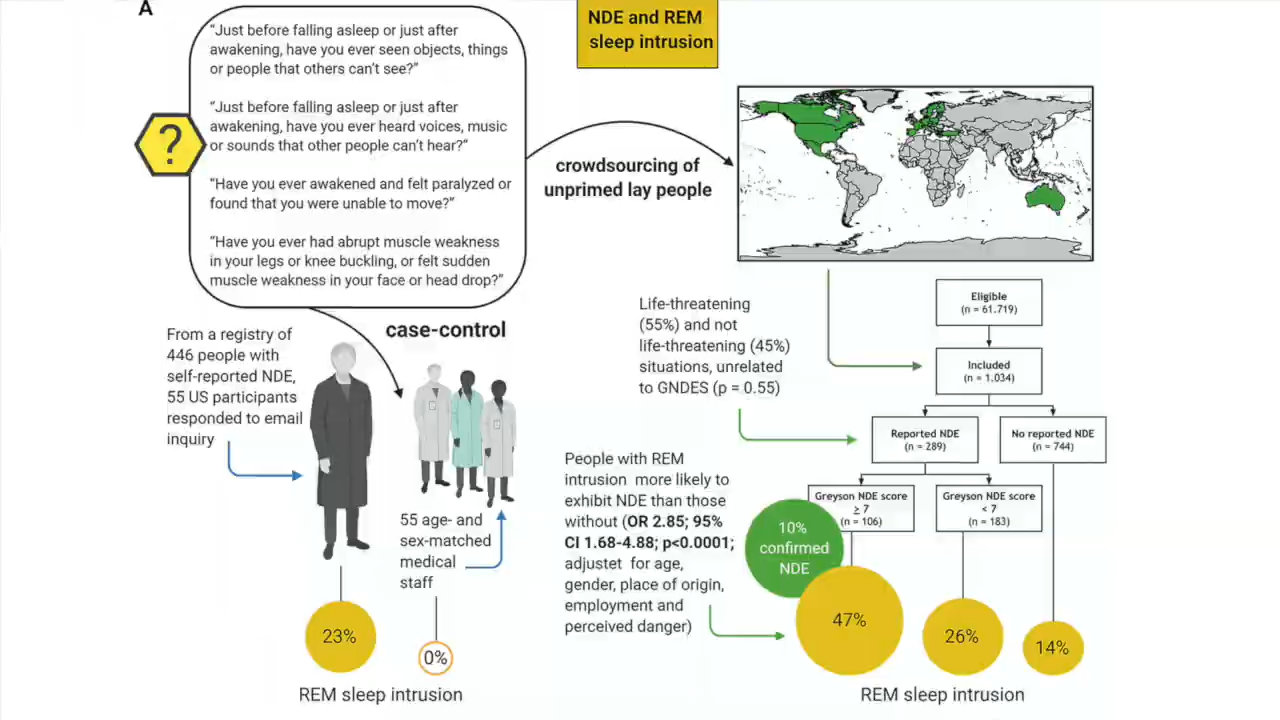 A
NDE and REM
sleep intrusion
“Just before falling asleep or just after
awakening, have you ever seen objects, things
or people that others can’t see?”
“Just before falling asleep or just after
awakening, have you ever heard voices, music
or sounds that other people can’t hear?”
“Have you ever awakened and felt paralyzed or
found that you were unable to move?”
“Have you ever had abrupt muscle weakness
in your legs or knee buckling, or felt sudden
muscle weakness in your face or head drop?”
?
crowdsourcing of
unprimed lay people
case-control
From a registry of
446 people with
self-reported NDE,
55 US participants
responded to email
inquiry
55 age- and
sex-matched
medical
staff
23%
0%
REM sleep intrusion
Life-threatening
(55%) and not
life-threatening (45%)
situations, unrelated
to GNDES (p = 0.55)
Eligible
(n = 61.719)
Included
(n = 1.034)
Reported NDE
(n = 289)
No reported NDE
(n = 744)
People with REM
intrusion more likely to
exhibit NDE than those
without (OR 2.85; 95%
CI 1.68-4.88; p<0.0001;
adjustet for age,
gender, place of origin,
employment and
perceived danger)
Greyson NDE score
≥ 7
(n = 106)
Greyson NDE score
< 7
(n = 183)
10%
confirmed
NDE
47%
26%
14%
REM sleep intrusion